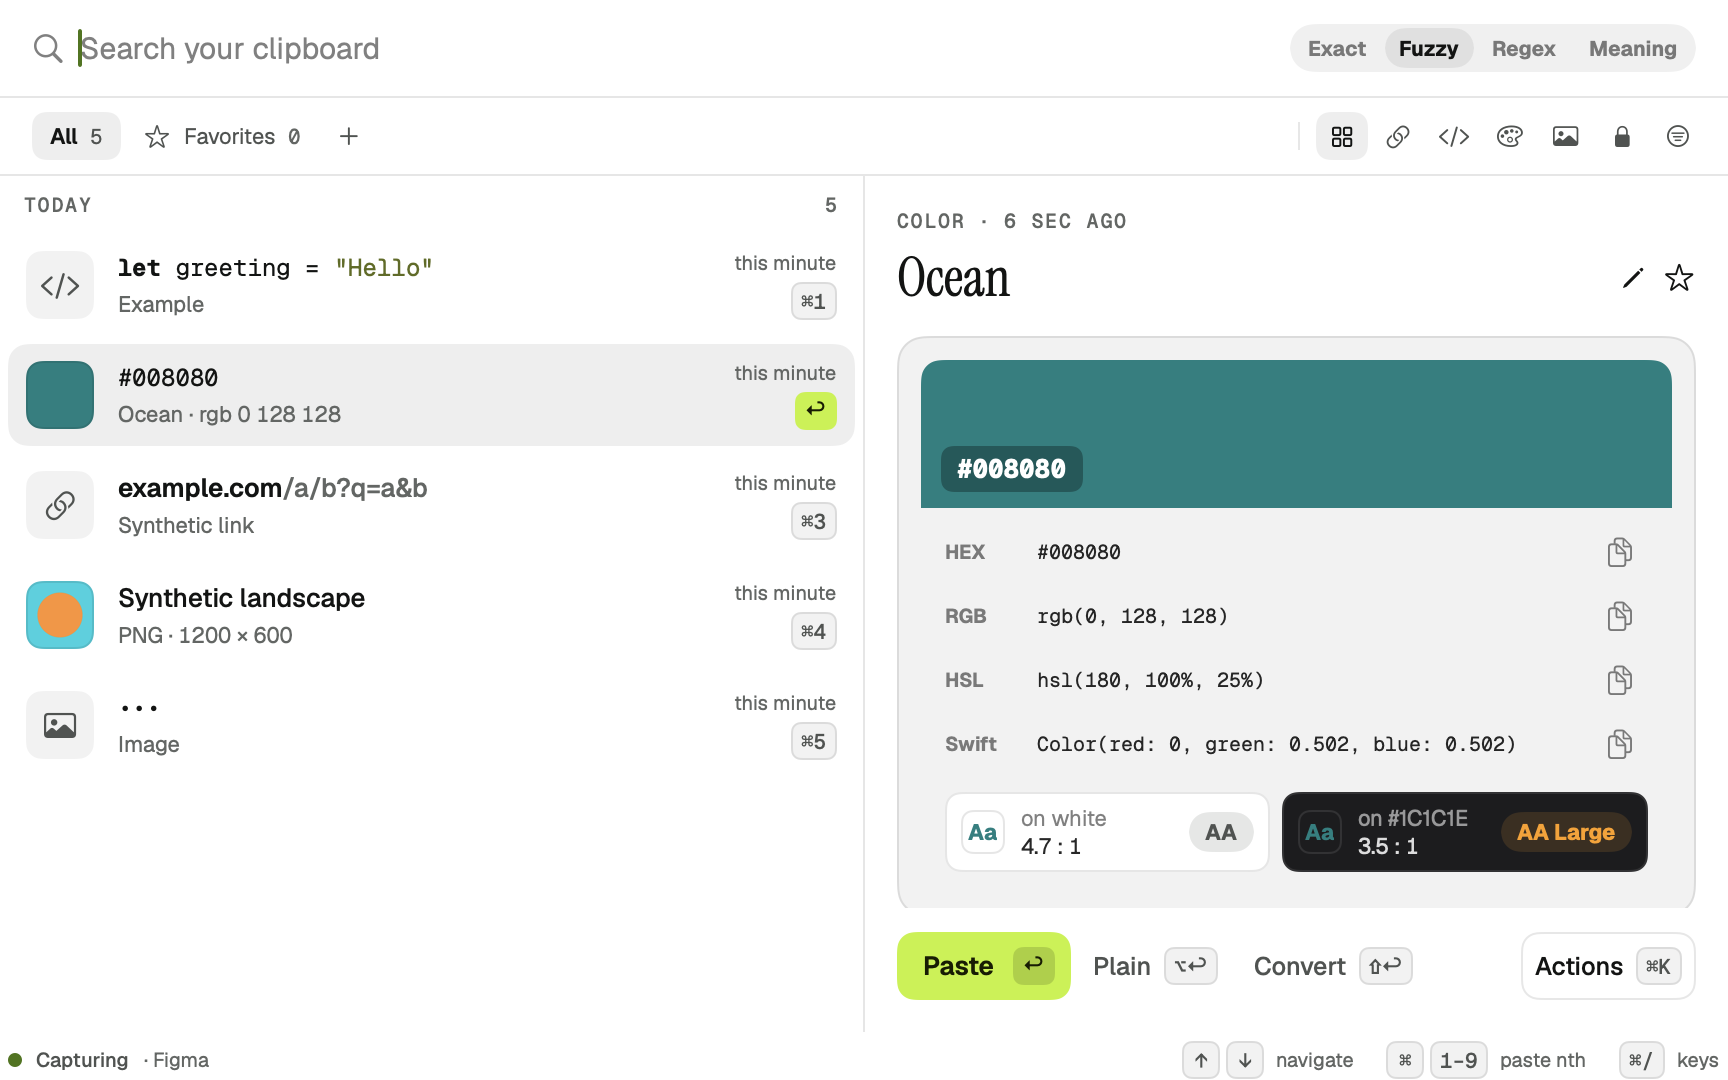 Search your clipboard
Exact Fuzzy Regex Meaning
All 5 Favorites 0 +
TODAY 5
let greeting = "Hello"
Example
this minute
⌘1
#008080
Ocean · rgb 0 128 128
this minute
↩
example.com/a/b?q=a&b
Synthetic link
this minute
⌘3
Synthetic landscape
PNG · 1200 × 600
this minute
⌘4
...
Image
this minute
⌘5
COLOR · 6 SEC AGO
Ocean
#008080
HEX #008080
RGB rgb(0, 128, 128)
HSL hsl(180, 100%, 25%)
Swift Color(red: 0, green: 0.502, blue: 0.502)
Aa on white
4.7 : 1
AA
Aa on #1C1C1E
3.5 : 1
AA Large
Paste ↩ Plain ⌥↩ Convert ⇧↩ Actions ⌘K
Capturing · Figma
↑ ↓ navigate ⌘ 1–9 paste nth ⌘/ keys